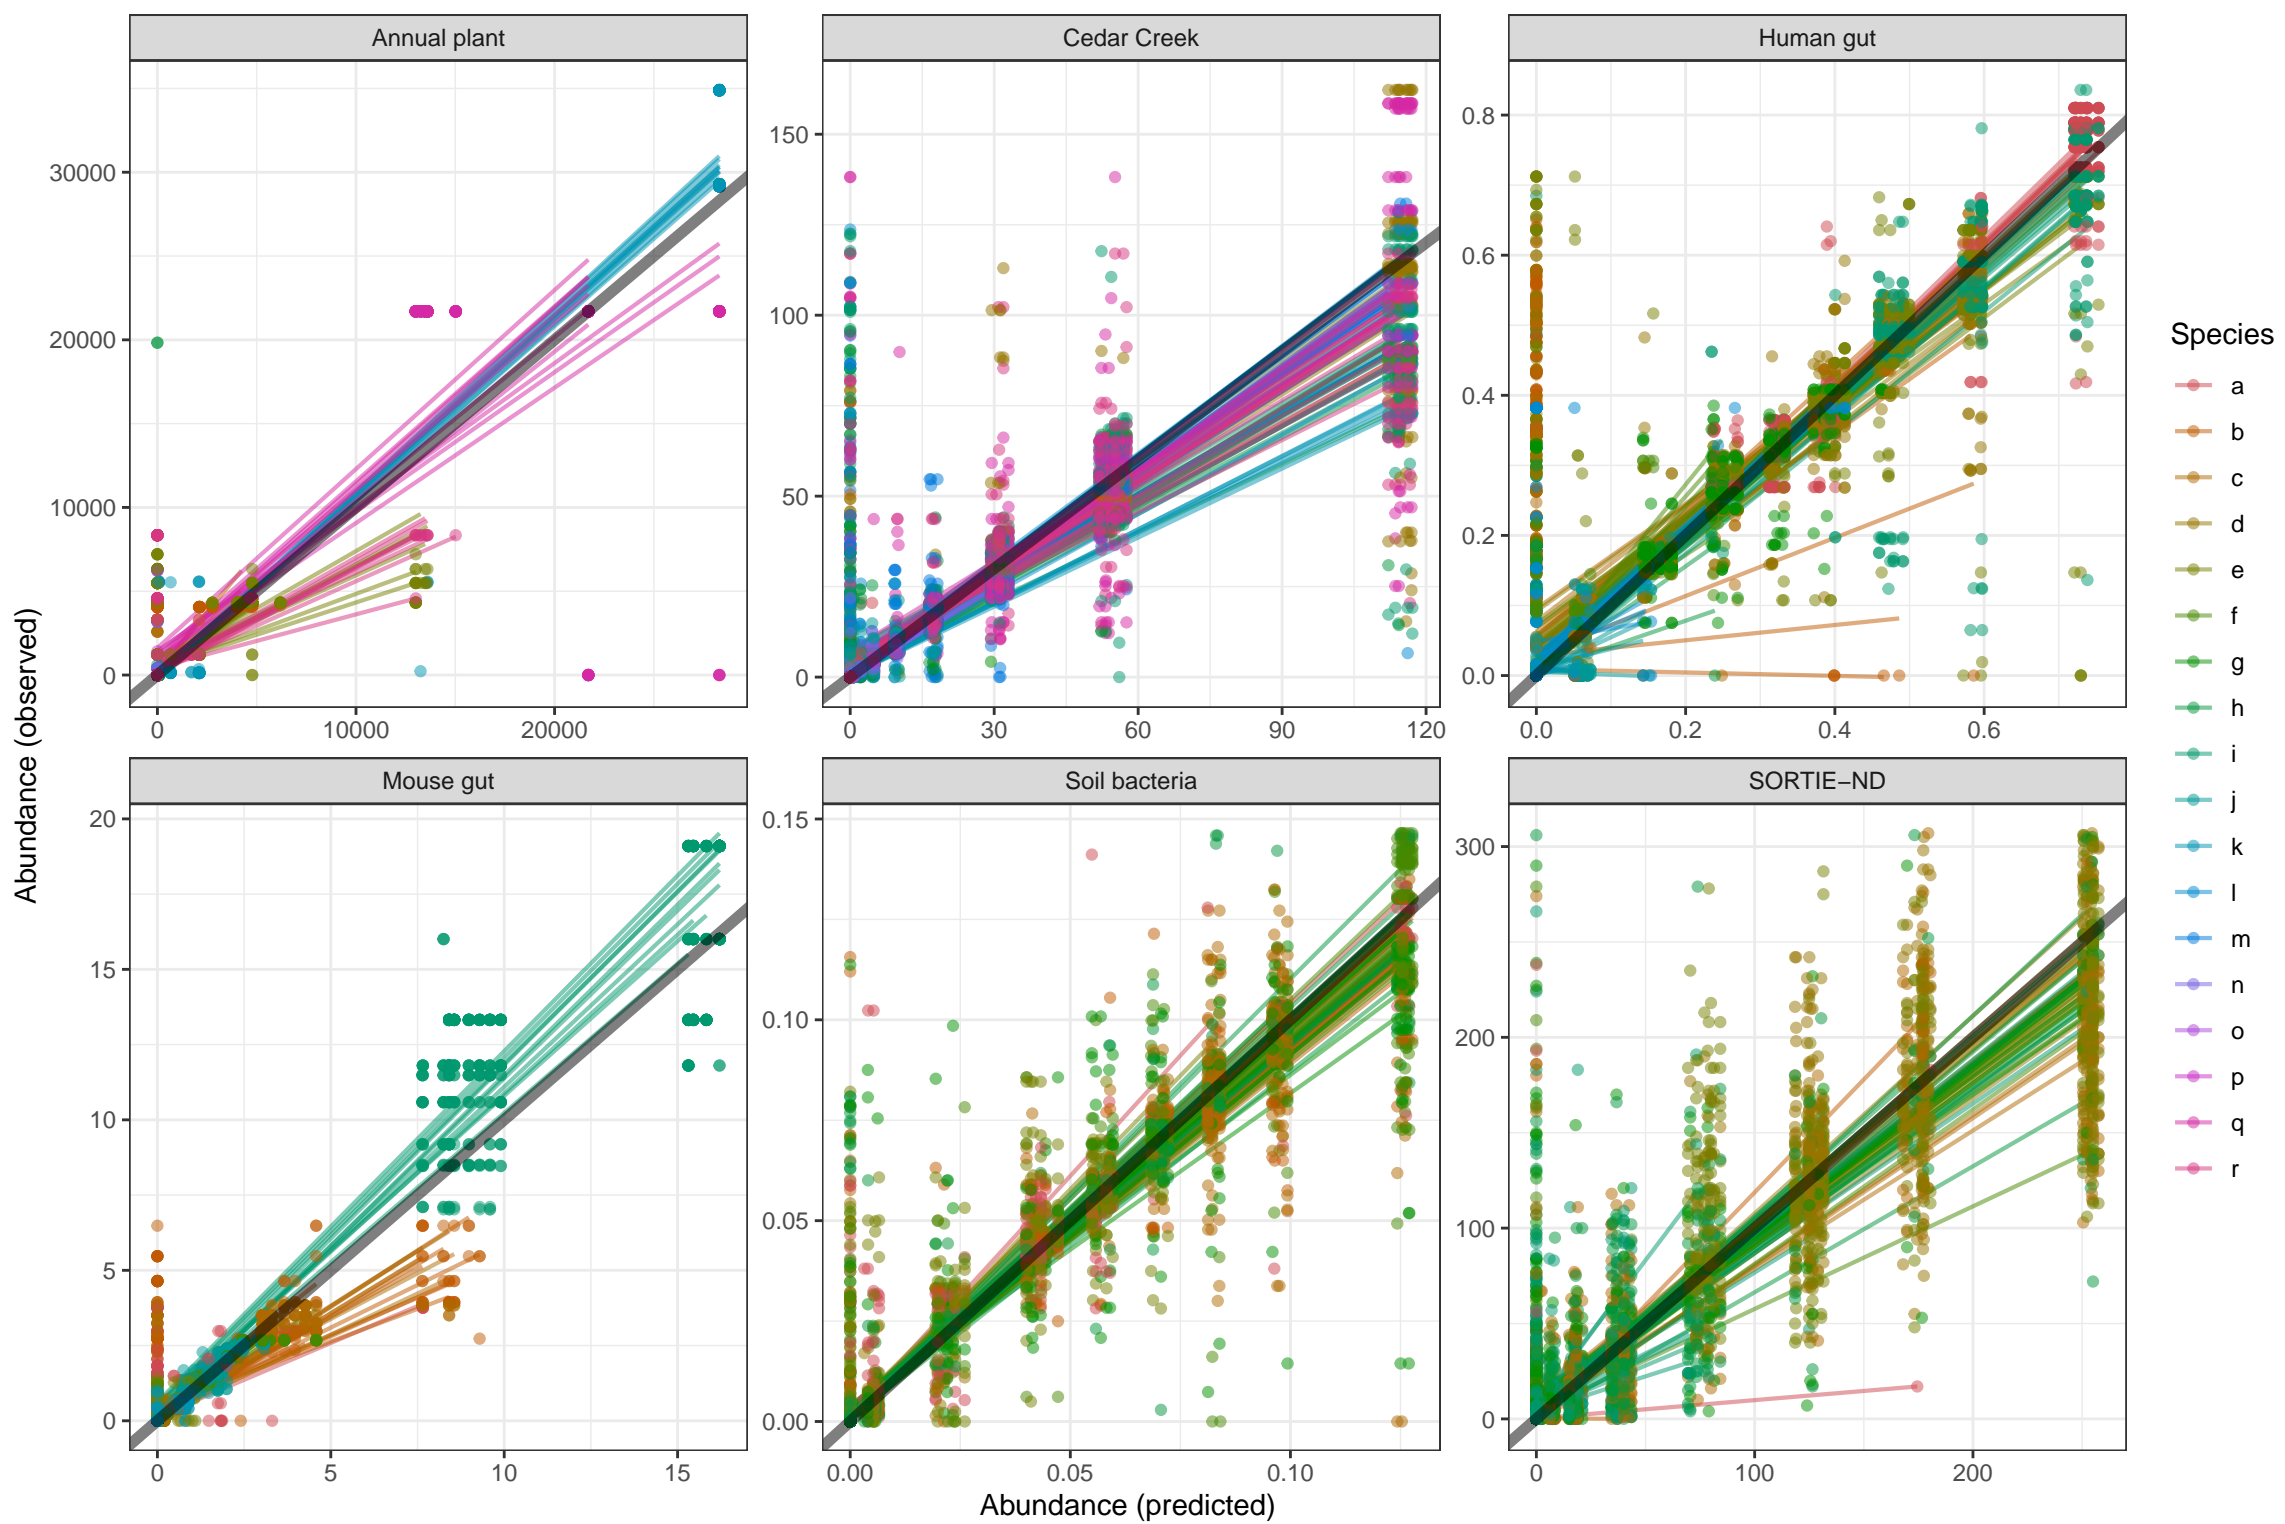 Annual plant
Cedar Creek
Human gut
30000
20000
10000
0
0
10000
20000
150
100
50
0
0
30
60
90
120
0.8
0.6
0.4
0.2
0.0
0.0
0.2
0.4
0.6
Mouse gut
Soil bacteria
SORTIE−ND
20
15
10
5
0
0
5
10
15
0.15
0.10
0.05
0.00
0.00
0.05
0.10
300
200
100
0
0
100
200
Abundance (predicted)
Abundance (observed)
Species
a
b
c
d
e
f
g
h
i
j
k
l
m
n
o
p
q
r